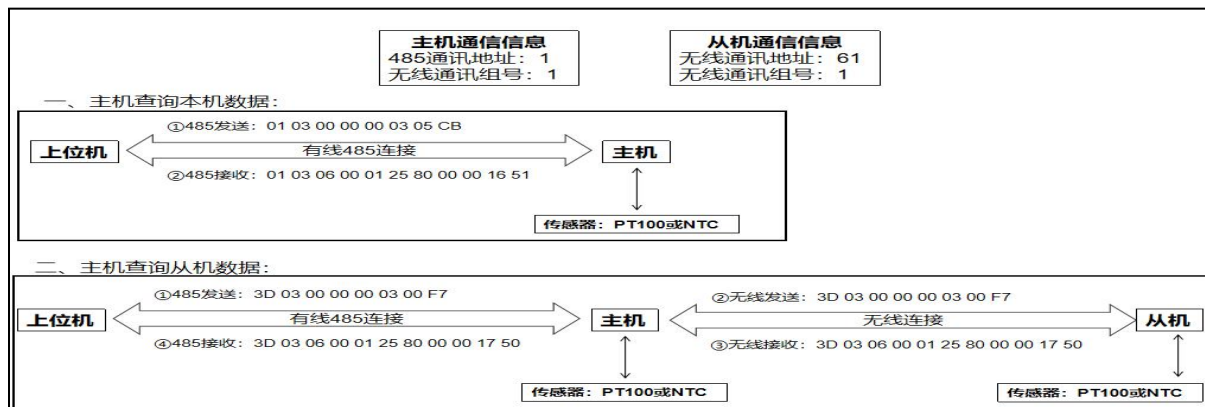 主机通信信息
485通讯地址：1
无线通讯组号：1
从机通信信息
无线通讯地址：61
无线通讯组号：1
一、主机查询本机数据：
①485发送：01 03 00 00 00 03 05 CB
上位机
有线485连接
主机
②485接收：01 03 06 00 01 25 80 00 00 16 51
传感器：PT100或NTC
二、主机查询从机数据：
①485发送：3D 03 00 00 00 03 00 F7
②无线发送：3D 03 00 00 00 03 00 F7
上位机
有线485连接
主机
无线连接
从机
④485接收：3D 03 06 00 01 25 80 00 00 17 50
③无线接收：3D 03 06 00 01 25 80 00 00 17 50
传感器：PT100或NTC
传感器：PT100或NTC